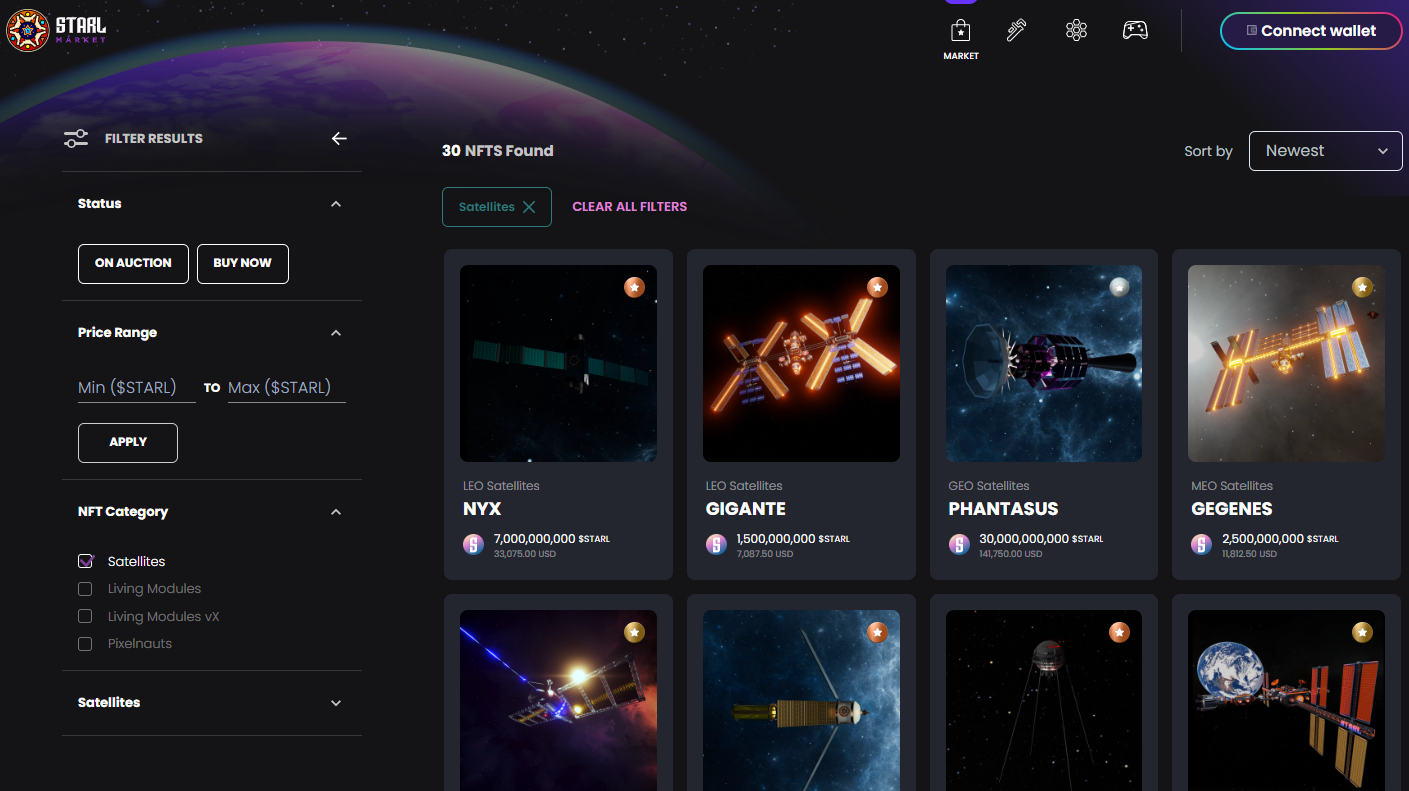 STARL
MARKET
MARKET
Connect wallet
FILTER RESULTS
Status
ON AUCTION
BUY NOW
Price Range
Min ($STARL)
TO
Max ($STARL)
APPLY
NFT Category
Satellites
Living Modules
Living Modules vX
Pixelnauts
Satellites
30 NFTS Found
Sort by
Newest
Satellites
CLEAR ALL FILTERS
LEO Satellites
NYX
7,000,000,000 $STARL
33,075.00 USD
LEO Satellites
GIGANTE
1,500,000,000 $STARL
7,087.50 USD
GEO Satellites
PHANTASUS
30,000,000,000 $STARL
141,750.00 USD
MEO Satellites
GEGENES
2,500,000,000 $STARL
11,812.50 USD
STARL